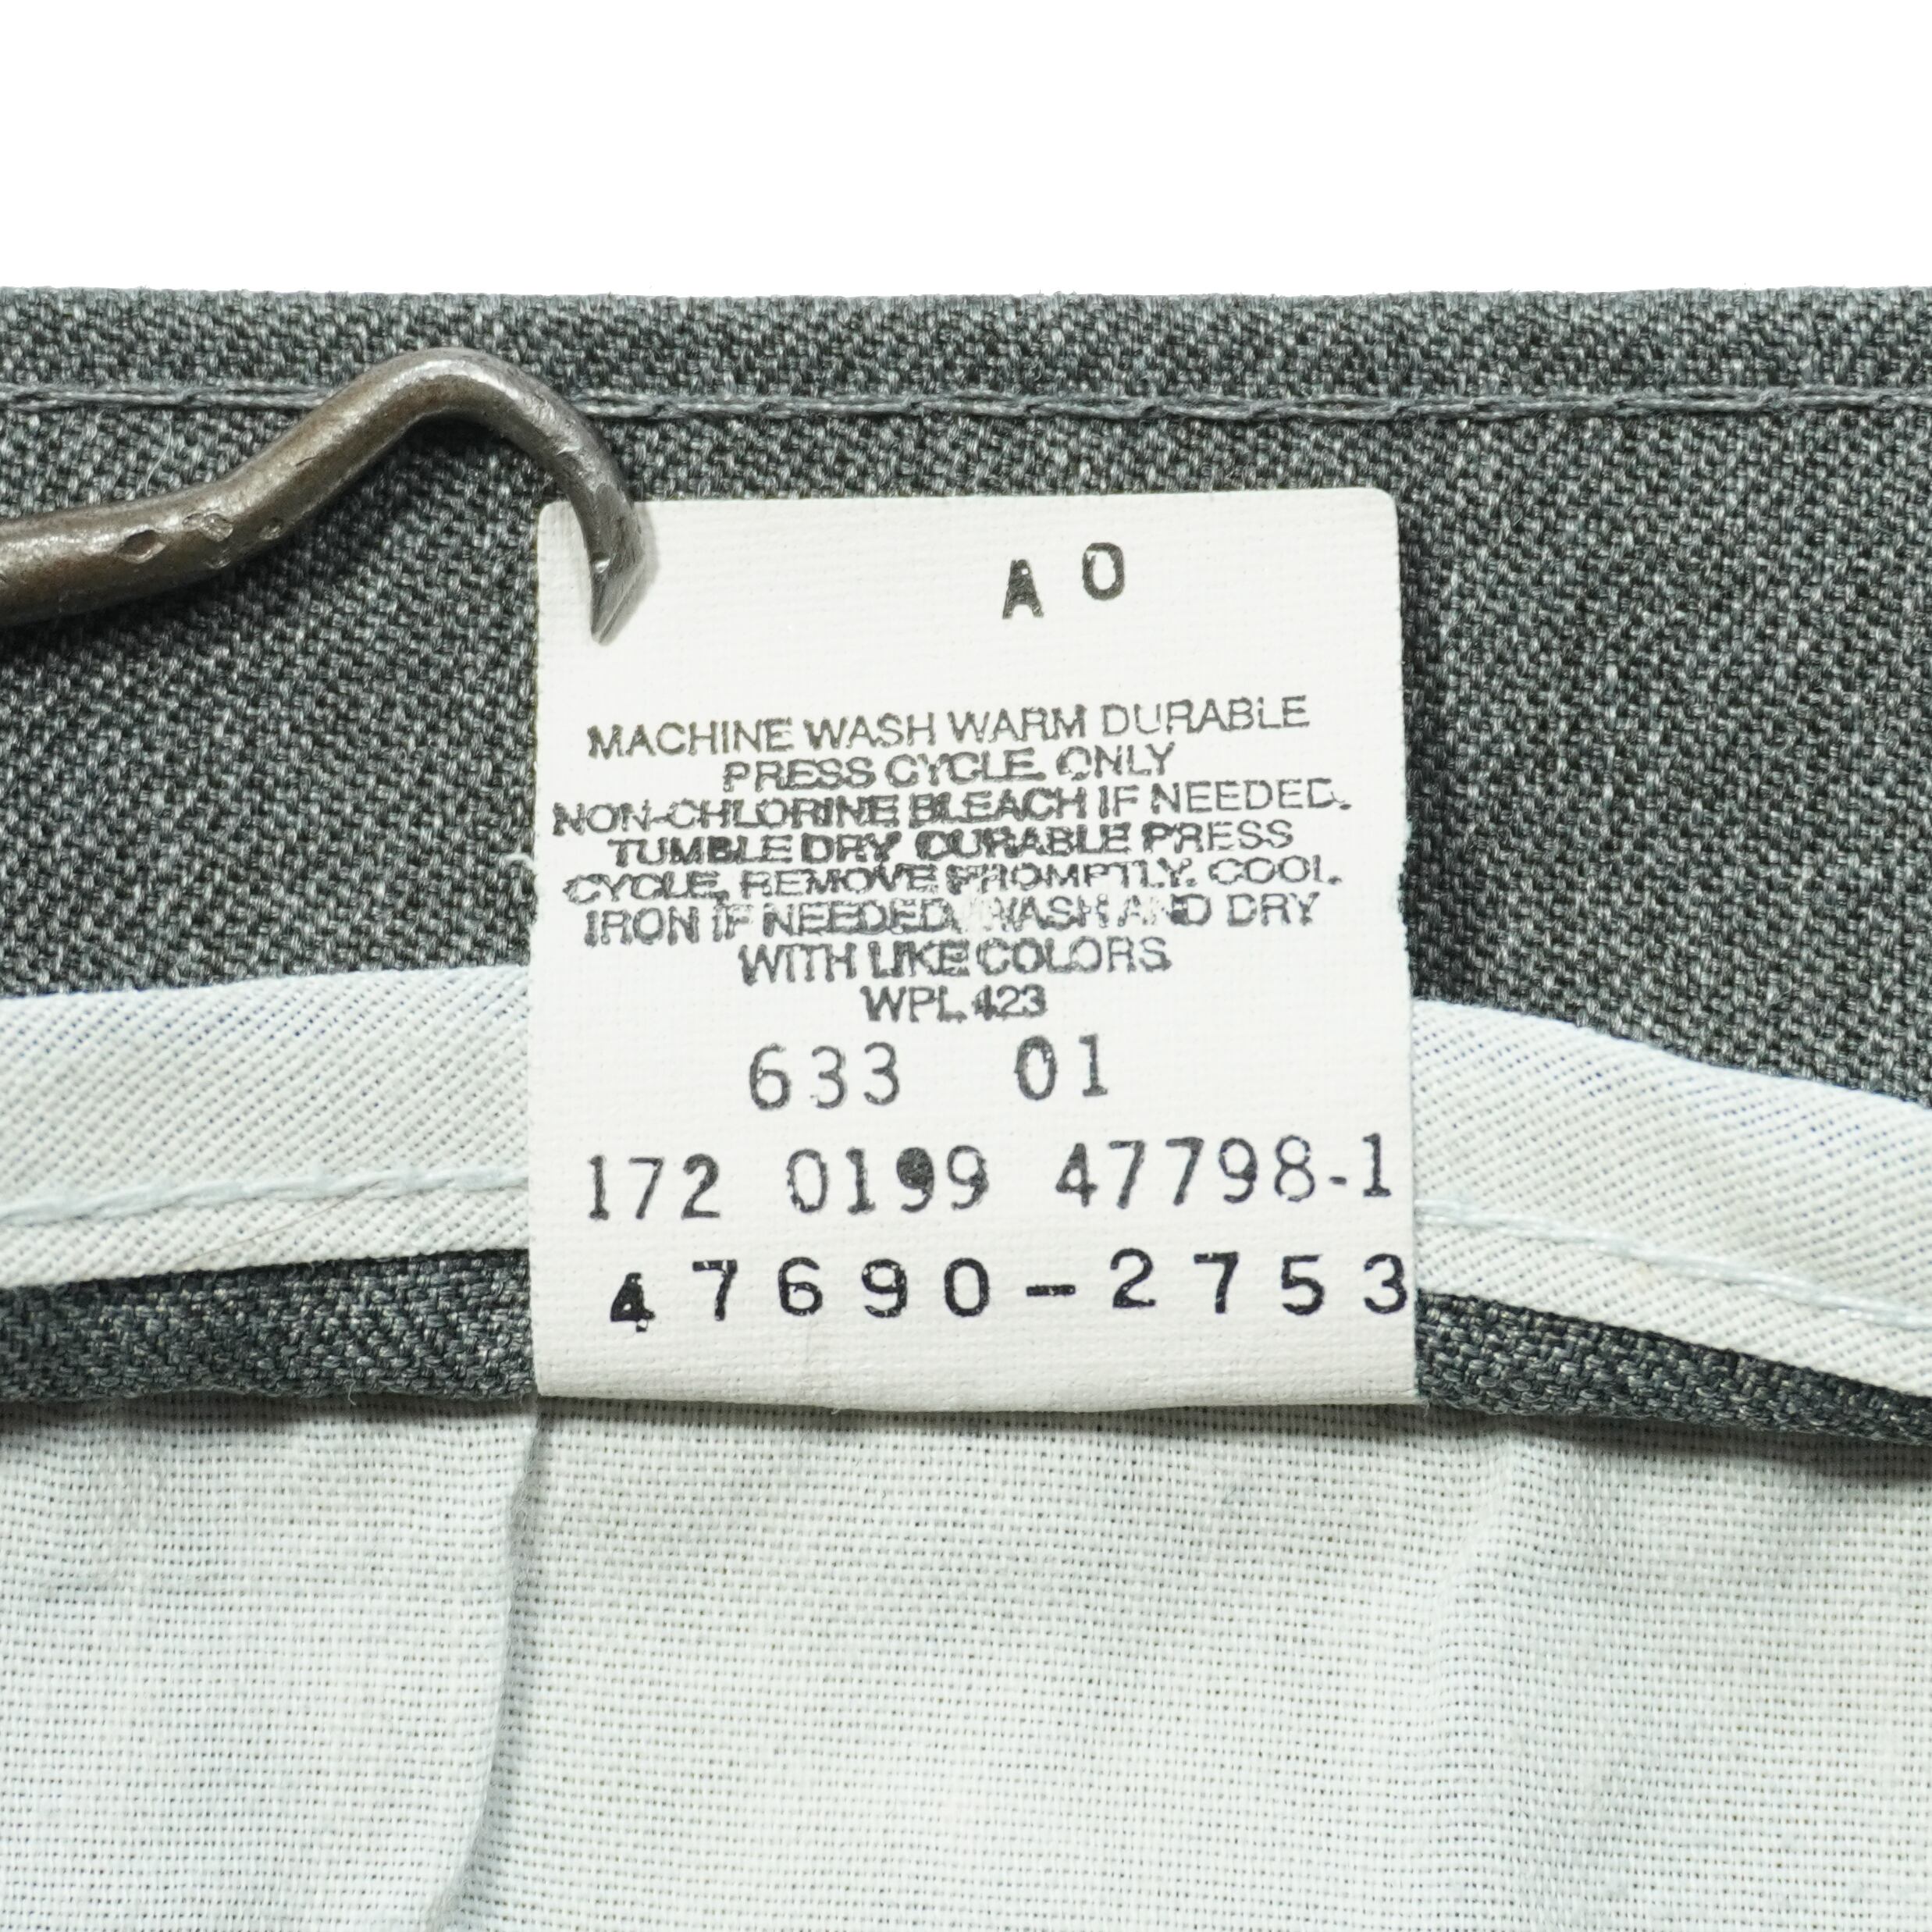 A 0
MACHINE WASH WARM DURABLE
PRESS CYCLE. ONLY
NON-CHLORINE BLEACH IF NEEDED.
TUMBLE DRY DURABLE PRESS
CYCLE, REMOVE PROMPTLY. COOL
IRON IF NEEDED. WASH AND DRY
WITH LIKE COLORS
WPL 423
633 01
172 0199 47798-1
47690-2753